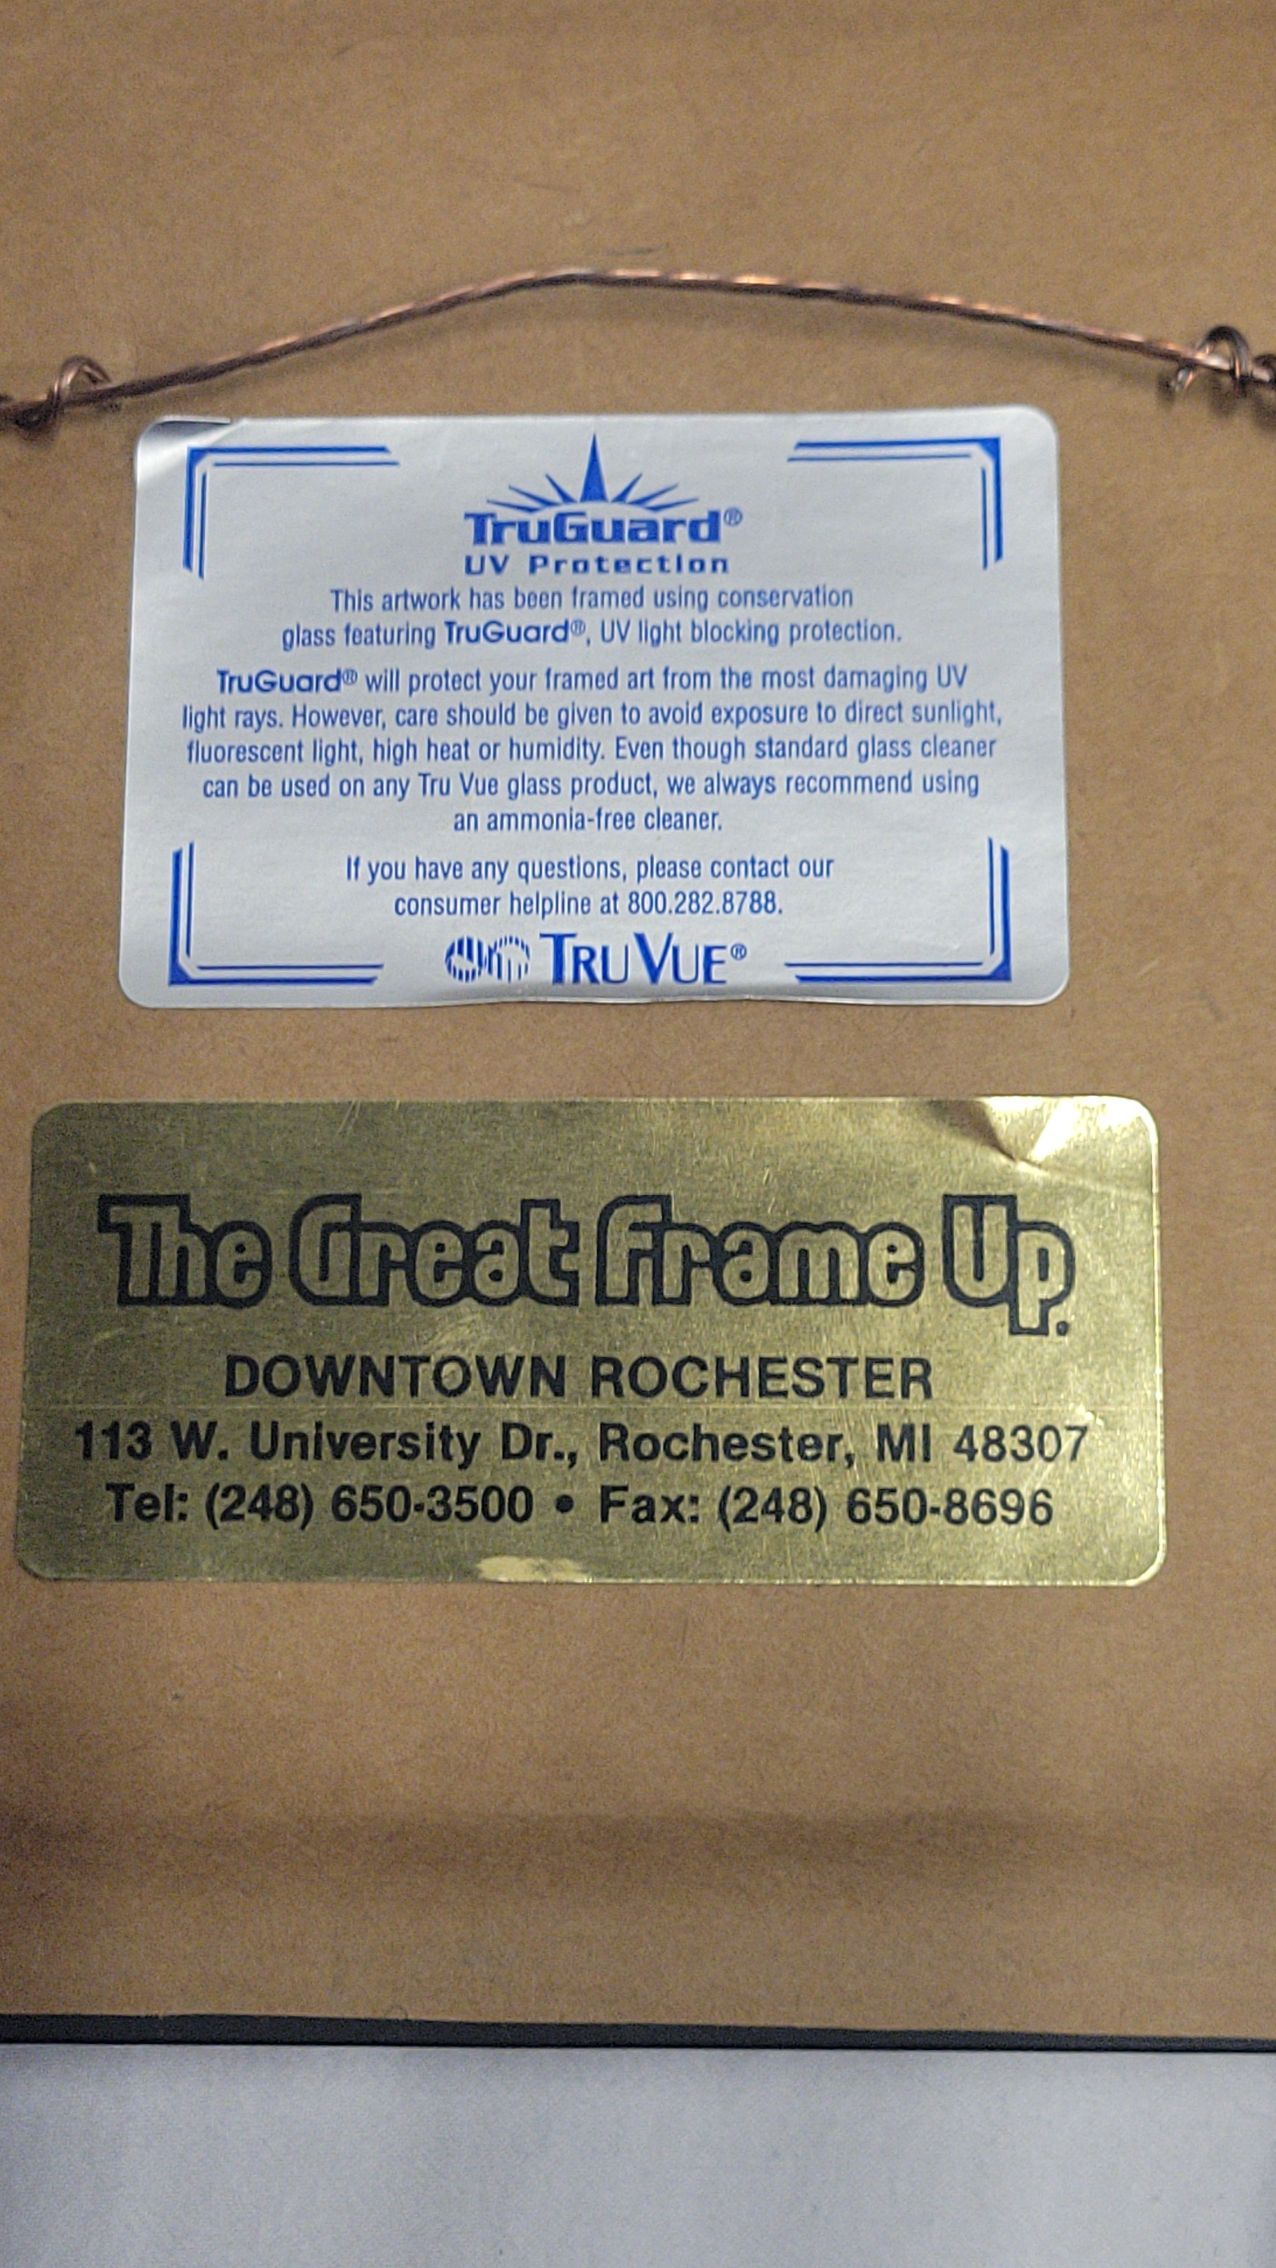 TruGuard®
UV Protection
This artwork has been framed using conservation
glass featuring TruGuard®, UV light blocking protection.
TruGuard® will protect your framed art from the most damaging UV
light rays. However, care should be given to avoid exposure to direct sunlight,
fluorescent light, high heat or humidity. Even though standard glass cleaner
can be used on any Tru Vue glass product, we always recommend using
an ammonia-free cleaner.
If you have any questions, please contact our
consumer helpline at 800.282.8788.
TRU VUE®
The Great Frame Up.
DOWNTOWN ROCHESTER
113 W. University Dr., Rochester, MI 48307
Tel: (248) 650-3500 • Fax: (248) 650-8696